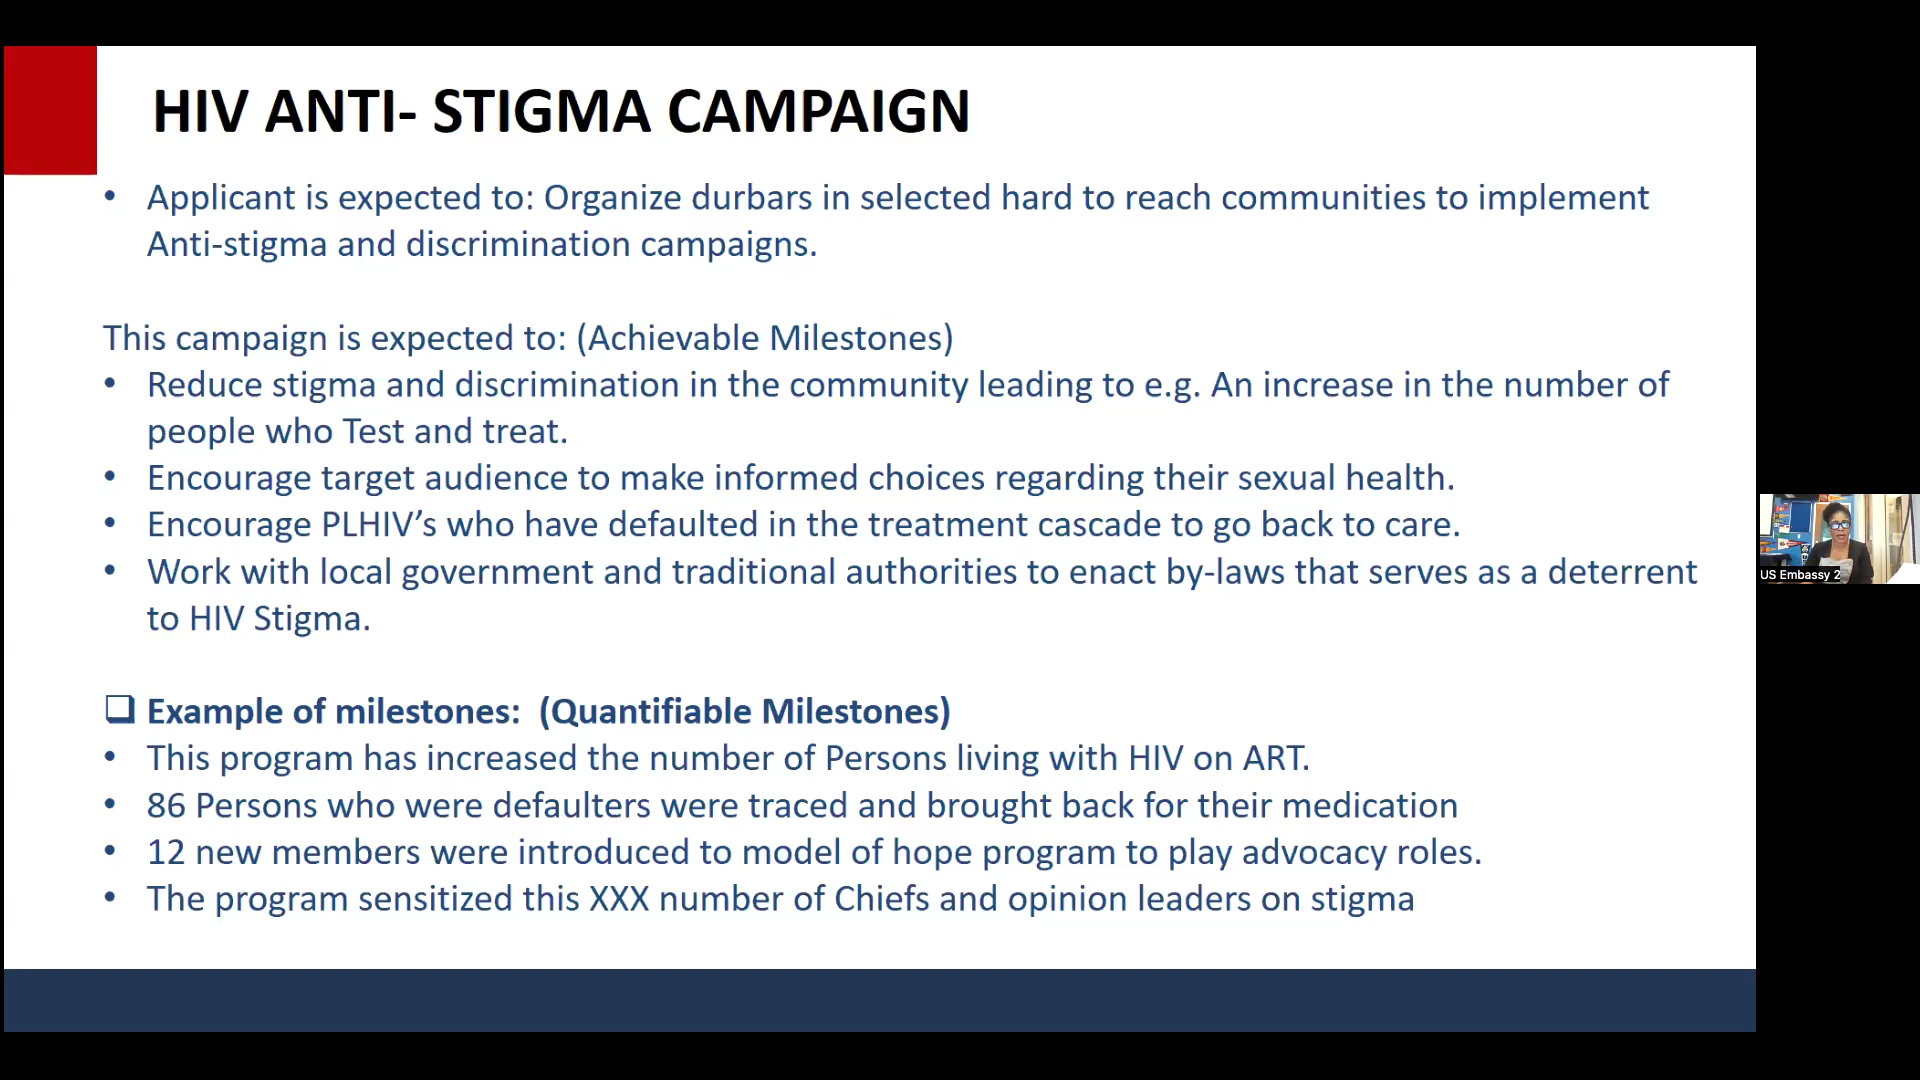 HIV ANTI- STIGMA CAMPAIGN
• Applicant is expected to: Organize durbars in selected hard to reach communities to implement
Anti-stigma and discrimination campaigns.
This campaign is expected to: (Achievable Milestones)
• Reduce stigma and discrimination in the community leading to e.g. An increase in the number of
people who Test and treat.
• Encourage target audience to make informed choices regarding their sexual health.
• Encourage PLHIV’s who have defaulted in the treatment cascade to go back to care.
• Work with local government and traditional authorities to enact by-laws that serves as a deterrent
to HIV Stigma.
❑ Example of milestones: (Quantifiable Milestones)
• This program has increased the number of Persons living with HIV on ART.
• 86 Persons who were defaulters were traced and brought back for their medication
• 12 new members were introduced to model of hope program to play advocacy roles.
• The program sensitized this XXX number of Chiefs and opinion leaders on stigma
US Embassy 2